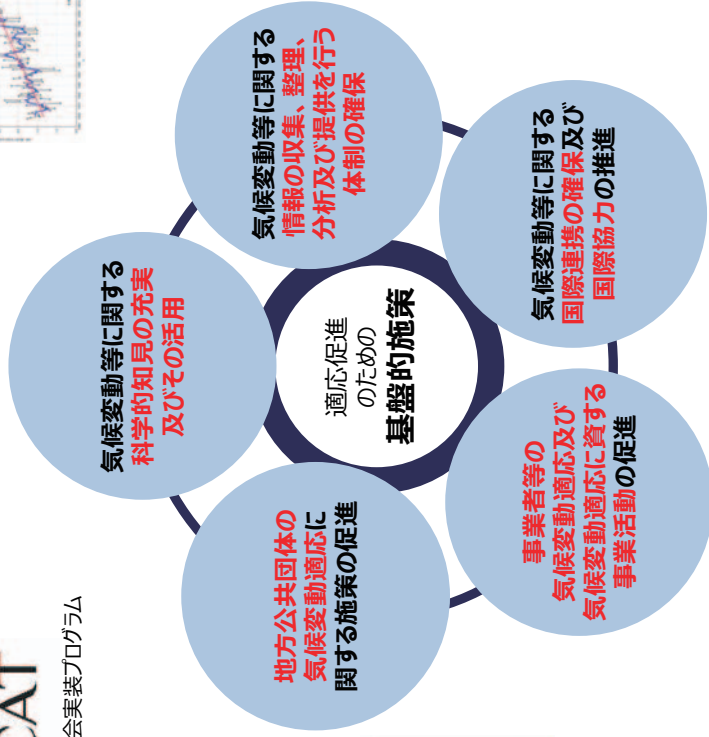 CAT
会実装プログラム
気候変動等に関する
科学的知見の充実
及びその活用
気候変動等に関する
情報の収集、整理、
分析及び提供を行う
体制の確保
気候変動等に関する
国際連携の確保及び
国際協力の推進
事業者等の
気候変動適応及び
気候変動適応に資する
事業活動の促進
地方公共団体の
気候変動適応に
関する施策の促進
適応促進
のための
基盤的施策